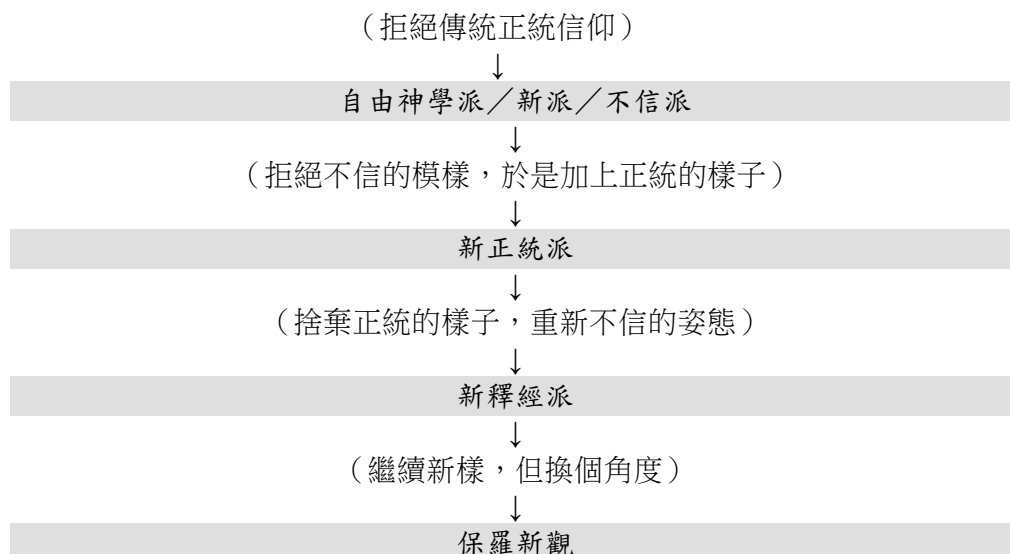 （拒絕傳統正統信仰）
↓
自由神學派／新派／不信派
↓
（拒絕不信的模樣，於是加上正統的樣子）
↓
新正統派
↓
（捨棄正統的樣子，重新不信的姿態）
↓
新釋經派
↓
（繼續新樣，但換個角度）
↓
保羅新觀